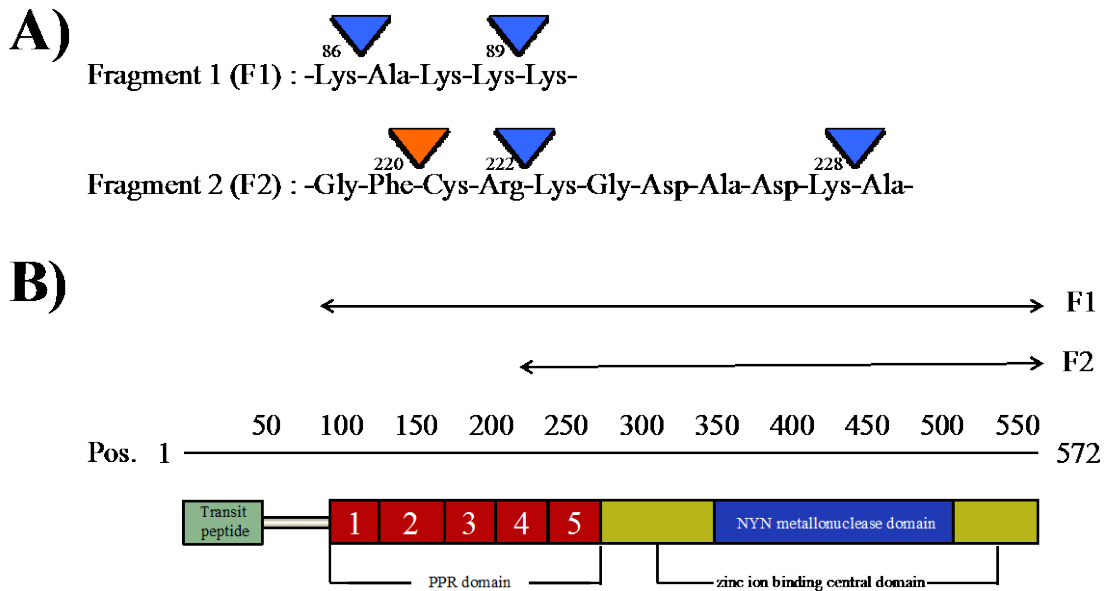 A)
86 89
Fragment 1 (F1) : -Lys-Ala-Lys-Lys-Lys-
220 222 228
Fragment 2 (F2) : -Gly-Phe-Cys-Arg-Lys-Gly-Asp-Ala-Asp-Lys-Ala-
B)
F1
F2
50 100 150 200 250 300 350 400 450 500 550
Pos. 1 572
Transit
peptide
1 2 3 4 5
NYN metallonuclease domain
PPR domain
zinc ion binding central domain